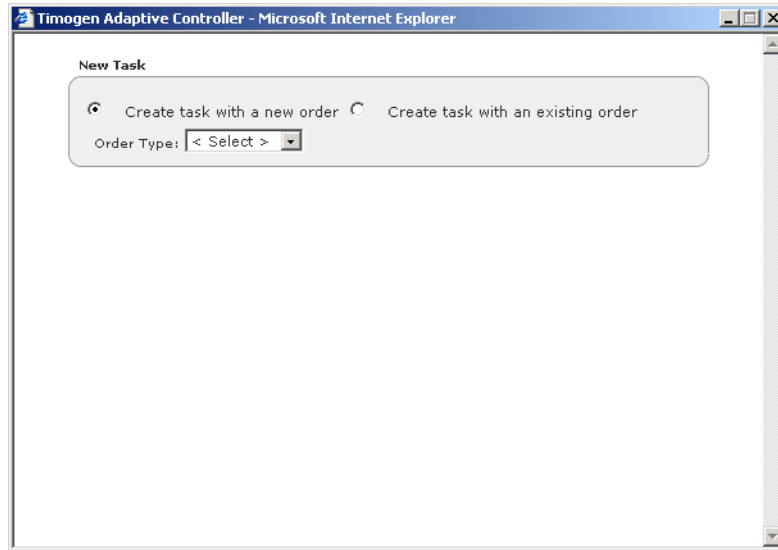 Timogen Adaptive Controller - Microsoft Internet Explorer
New Task
Create task with a new order Create task with an existing order
Order Type: < Select >